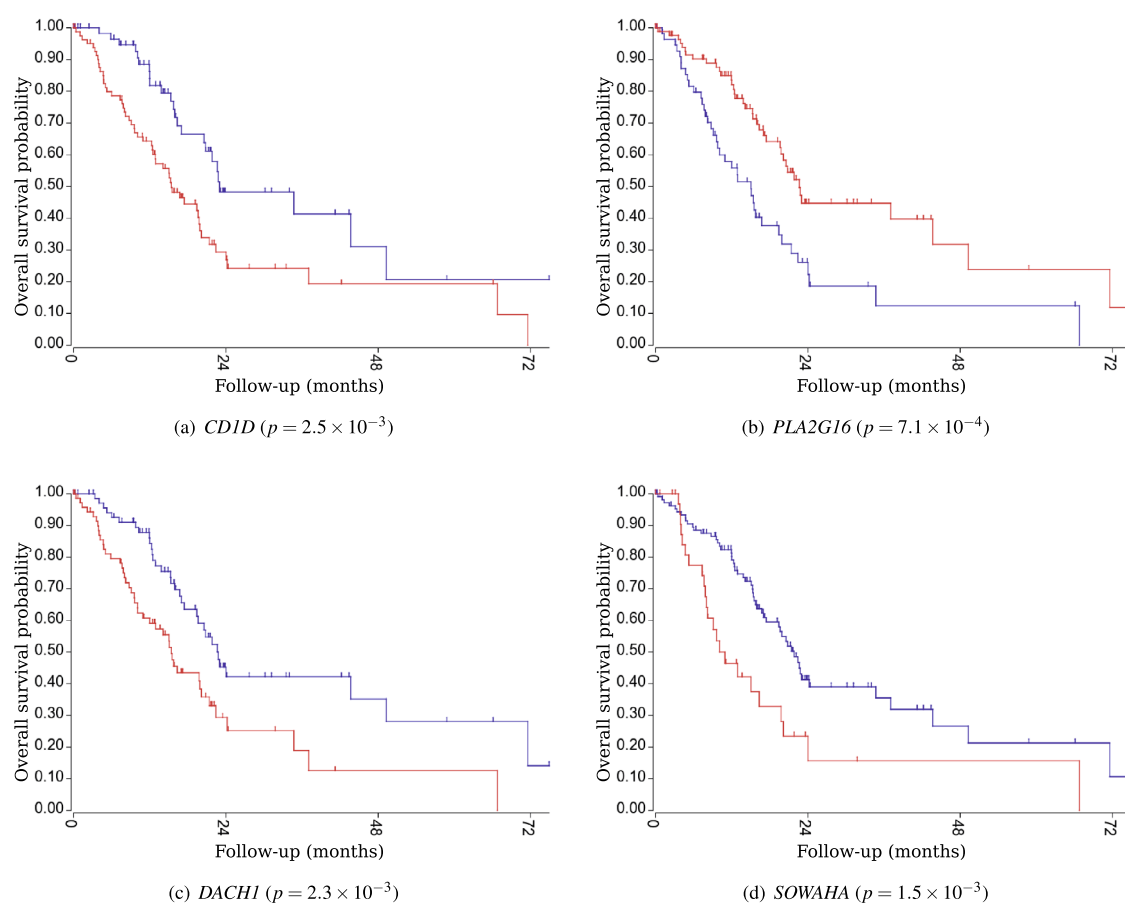 1.00
0.90
0.80
0.70
0.60
0.50
0.40
0.30
0.20
0.10
0.00
Overall survival probability
0 24 48 72
Follow-up (months)
(a) CD1D (p = 2.5 × 10⁻³)
1.00
0.90
0.80
0.70
0.60
0.50
0.40
0.30
0.20
0.10
0.00
Overall survival probability
0 24 48 72
Follow-up (months)
(b) PLA2G16 (p = 7.1 × 10⁻⁴)
1.00
0.90
0.80
0.70
0.60
0.50
0.40
0.30
0.20
0.10
0.00
Overall survival probability
0 24 48 72
Follow-up (months)
(c) DACH1 (p = 2.3 × 10⁻³)
1.00
0.90
0.80
0.70
0.60
0.50
0.40
0.30
0.20
0.10
0.00
Overall survival probability
0 24 48 72
Follow-up (months)
(d) SOWAHA (p = 1.5 × 10⁻³)